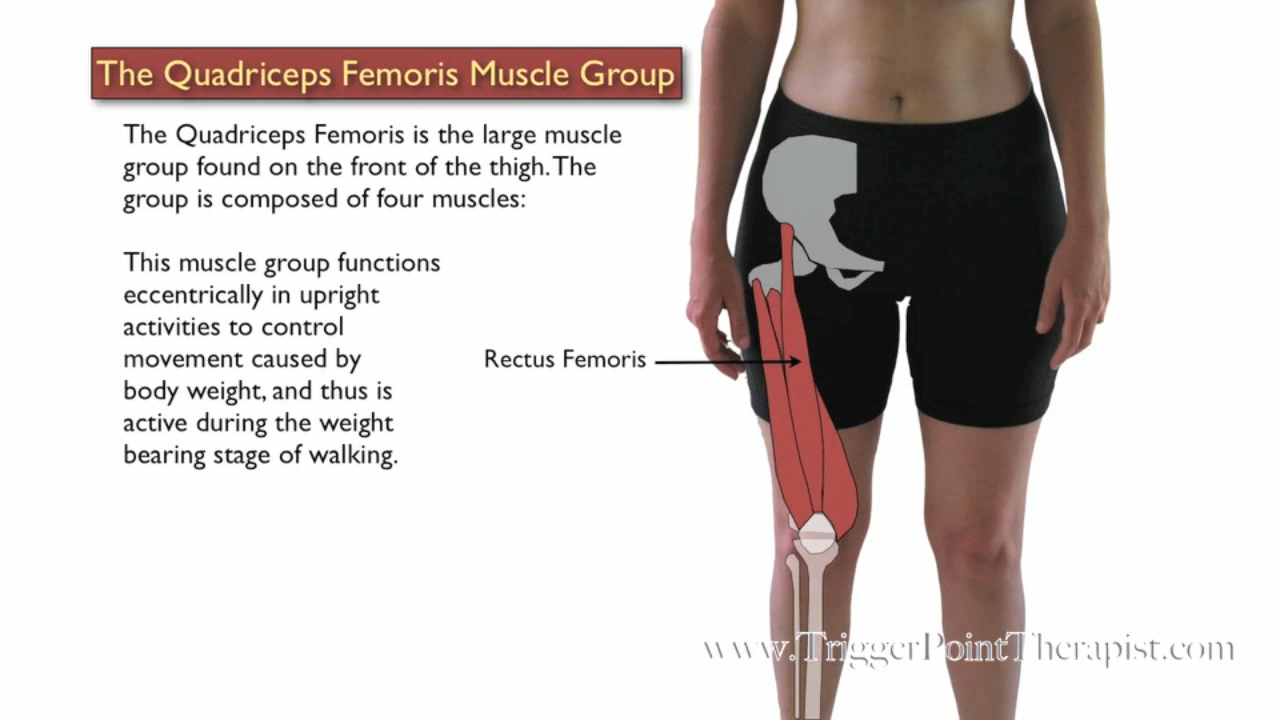 The Quadriceps Femoris Muscle Group
The Quadriceps Femoris is the large muscle
group found on the front of the thigh. The
group is composed of four muscles:
This muscle group functions
eccentrically in upright
activities to control
movement caused by
body weight, and thus is
active during the weight
bearing stage of walking.
Rectus Femoris
www.TriggerPointTherapist.com